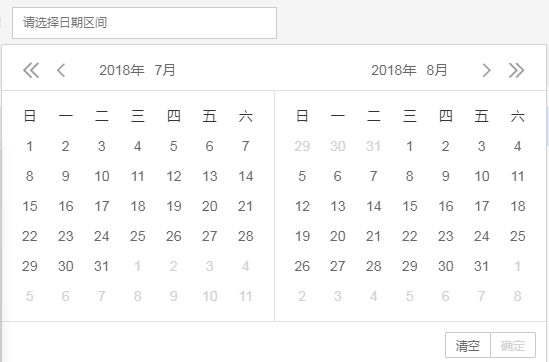 请选择日期区间
2018年 7月 2018年 8月
日 一 二 三 四 五 六 日 一 二 三 四 五 六
1 2 3 4 5 6 7 29 30 31 1 2 3 4
8 9 10 11 12 13 14 5 6 7 8 9 10 11
15 16 17 18 19 20 21 12 13 14 15 16 17 18
22 23 24 25 26 27 28 19 20 21 22 23 24 25
29 30 31 1 2 3 4 26 27 28 29 30 31 1
5 6 7 8 9 10 11 2 3 4 5 6 7 8
清空 确定